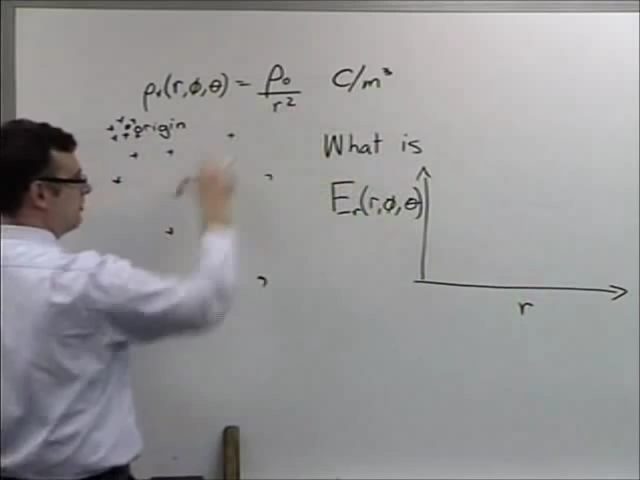 ρᵥ(r,ϕ,θ) = ρ₀/r² C/m³
origin
What is
Eᵣ(r,ϕ,θ)
r